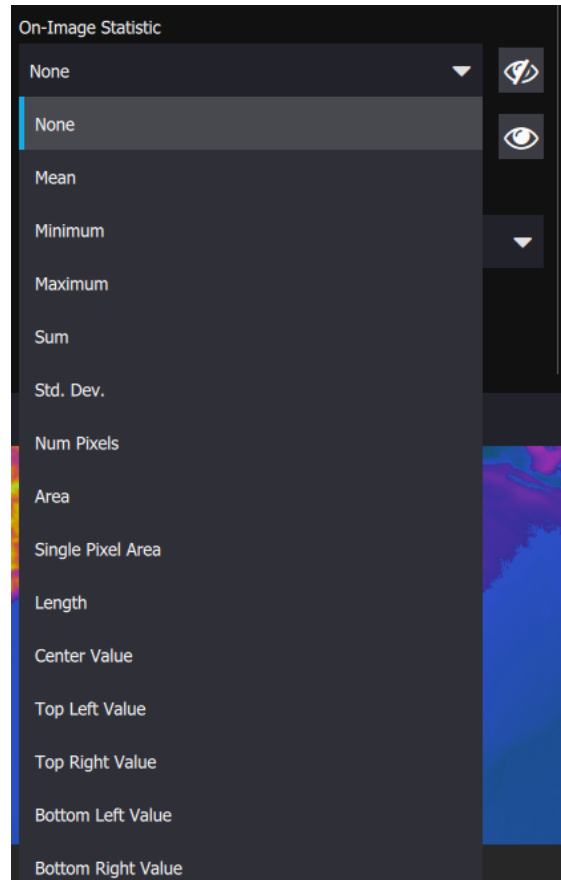 On-Image Statistic
None
None
Mean
Minimum
Maximum
Sum
Std. Dev.
Num Pixels
Area
Single Pixel Area
Length
Center Value
Top Left Value
Top Right Value
Bottom Left Value
Bottom Right Value